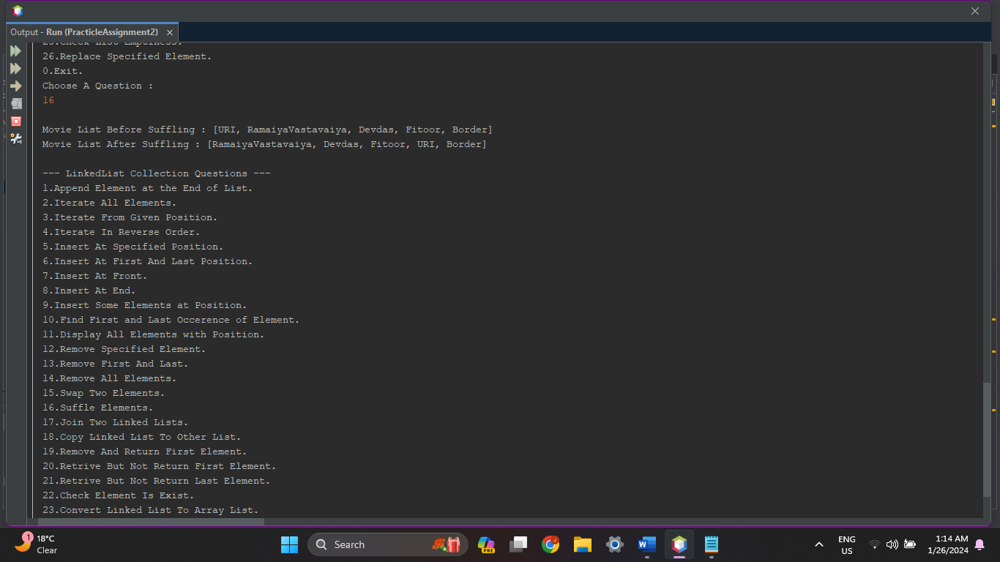 Output - Run (PracticleAssignment2)
25.Check List Emptiness.
26.Replace Specified Element.
0.Exit.
Choose A Question :
16
Movie List Before Suffling : [URI, RamaiyaVastavaiya, Devdas, Fitoor, Border]
Movie List After Suffling : [RamaiyaVastavaiya, Devdas, Fitoor, URI, Border]
--- LinkedList Collection Questions ---
1.Append Element at the End of List.
2.Iterate All Elements.
3.Iterate From Given Position.
4.Iterate In Reverse Order.
5.Insert At Specified Position.
6.Insert At First And Last Position.
7.Insert At Front.
8.Insert At End.
9.Insert Some Elements at Position.
10.Find First and Last Occerence of Element.
11.Display All Elements with Position.
12.Remove Specified Element.
13.Remove First And Last.
14.Remove All Elements.
15.Swap Two Elements.
16.Suffle Elements.
17.Join Two Linked Lists.
18.Copy Linked List To Other List.
19.Remove And Return First Element.
20.Retrive But Not Return First Element.
21.Retrive But Not Return Last Element.
22.Check Element Is Exist.
23.Convert Linked List To Array List.
1
18°C
Clear
Search
PRE
ENG
US
1:14 AM
1/26/2024